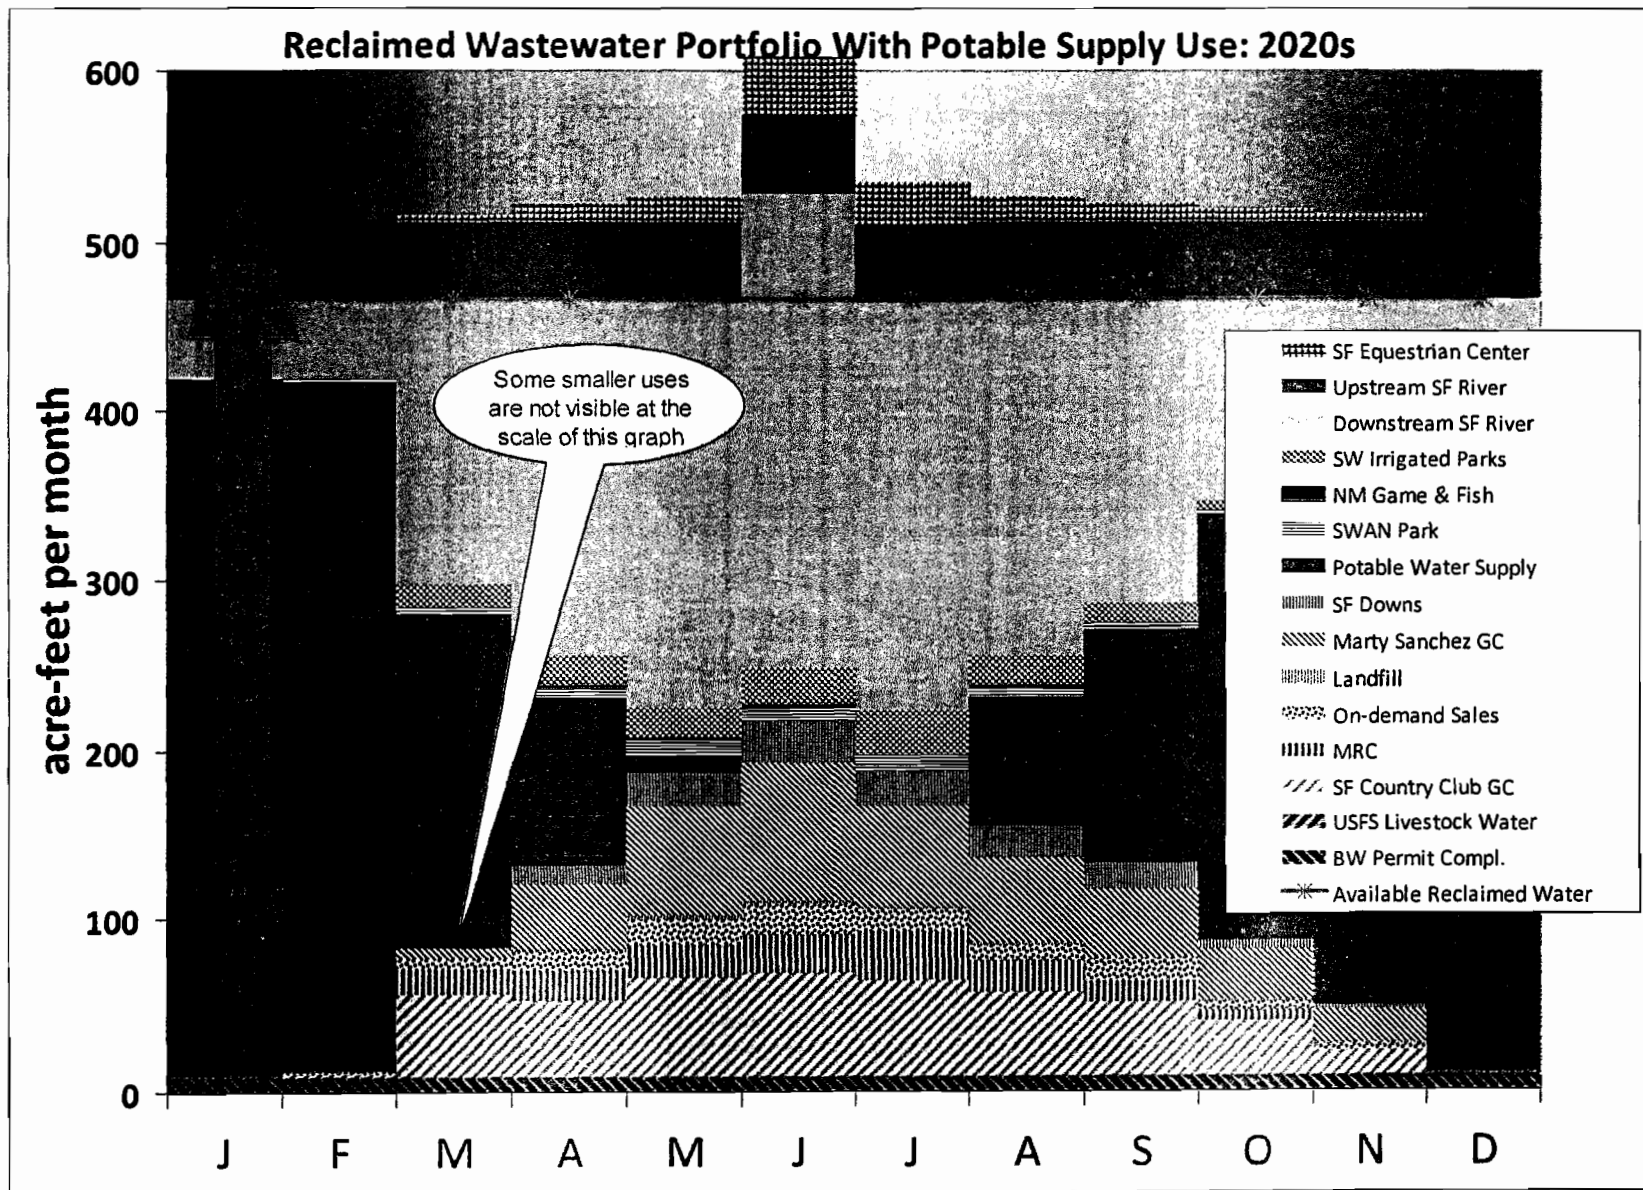 Reclaimed Wastewater Portfolio With Potable Supply Use: 2020s
acre-feet per month
600
500
400
300
200
100
0
Some smaller uses
are not visible at the
scale of this graph
SF Equestrian Center
Upstream SF River
Downstream SF River
SW Irrigated Parks
NM Game & Fish
SWAN Park
Potable Water Supply
SF Downs
Marty Sanchez GC
Landfill
On-demand Sales
MRC
SF Country Club GC
USFS Livestock Water
BW Permit Compl.
Available Reclaimed Water
J F M A M J J A S O N D